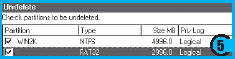 Undelete
Check partitions to be undeleted.
Partition Type Size MB Pri/Log
WIN2K NTFS 4996.0 Logical
FAT32 4996.0 Logical
5